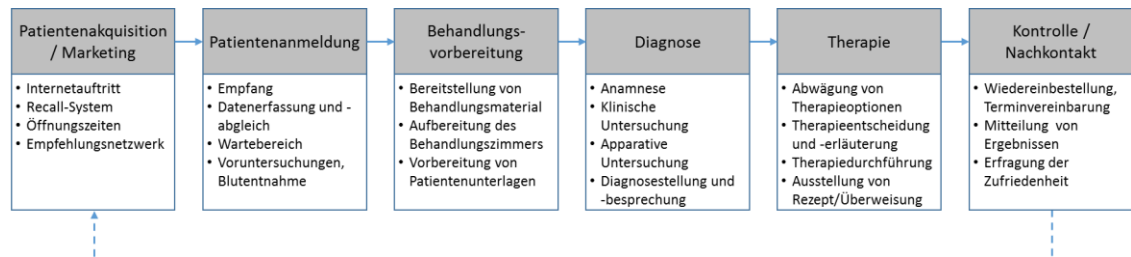 Patientenakquisition
/ Marketing
• Internetauftritt
• Recall-System
• Öffnungszeiten
• Empfehlungsnetzwerk
Patientenanmeldung
• Empfang
• Datenerfassung und -
abgleich
• Wartebereich
• Voruntersuchungen,
Blutentnahme
Behandlungs-
vorbereitung
• Bereitstellung von
Behandlungsmaterial
• Aufbereitung des
Behandlungszimmers
• Vorbereitung von
Patientenunterlagen
Diagnose
• Anamnese
• Klinische
Untersuchung
• Apparative
Untersuchung
• Diagnosestellung und
-besprechung
Therapie
• Abwägung von
Therapieoptionen
• Therapieentscheidung
und -erläuterung
• Therapiedurchführung
• Ausstellung von
Rezept/Überweisung
Kontrolle /
Nachkontakt
• Wiedereinbestellung,
Terminvereinbarung
• Mitteilung von
Ergebnissen
• Erfragung der
Zufriedenheit